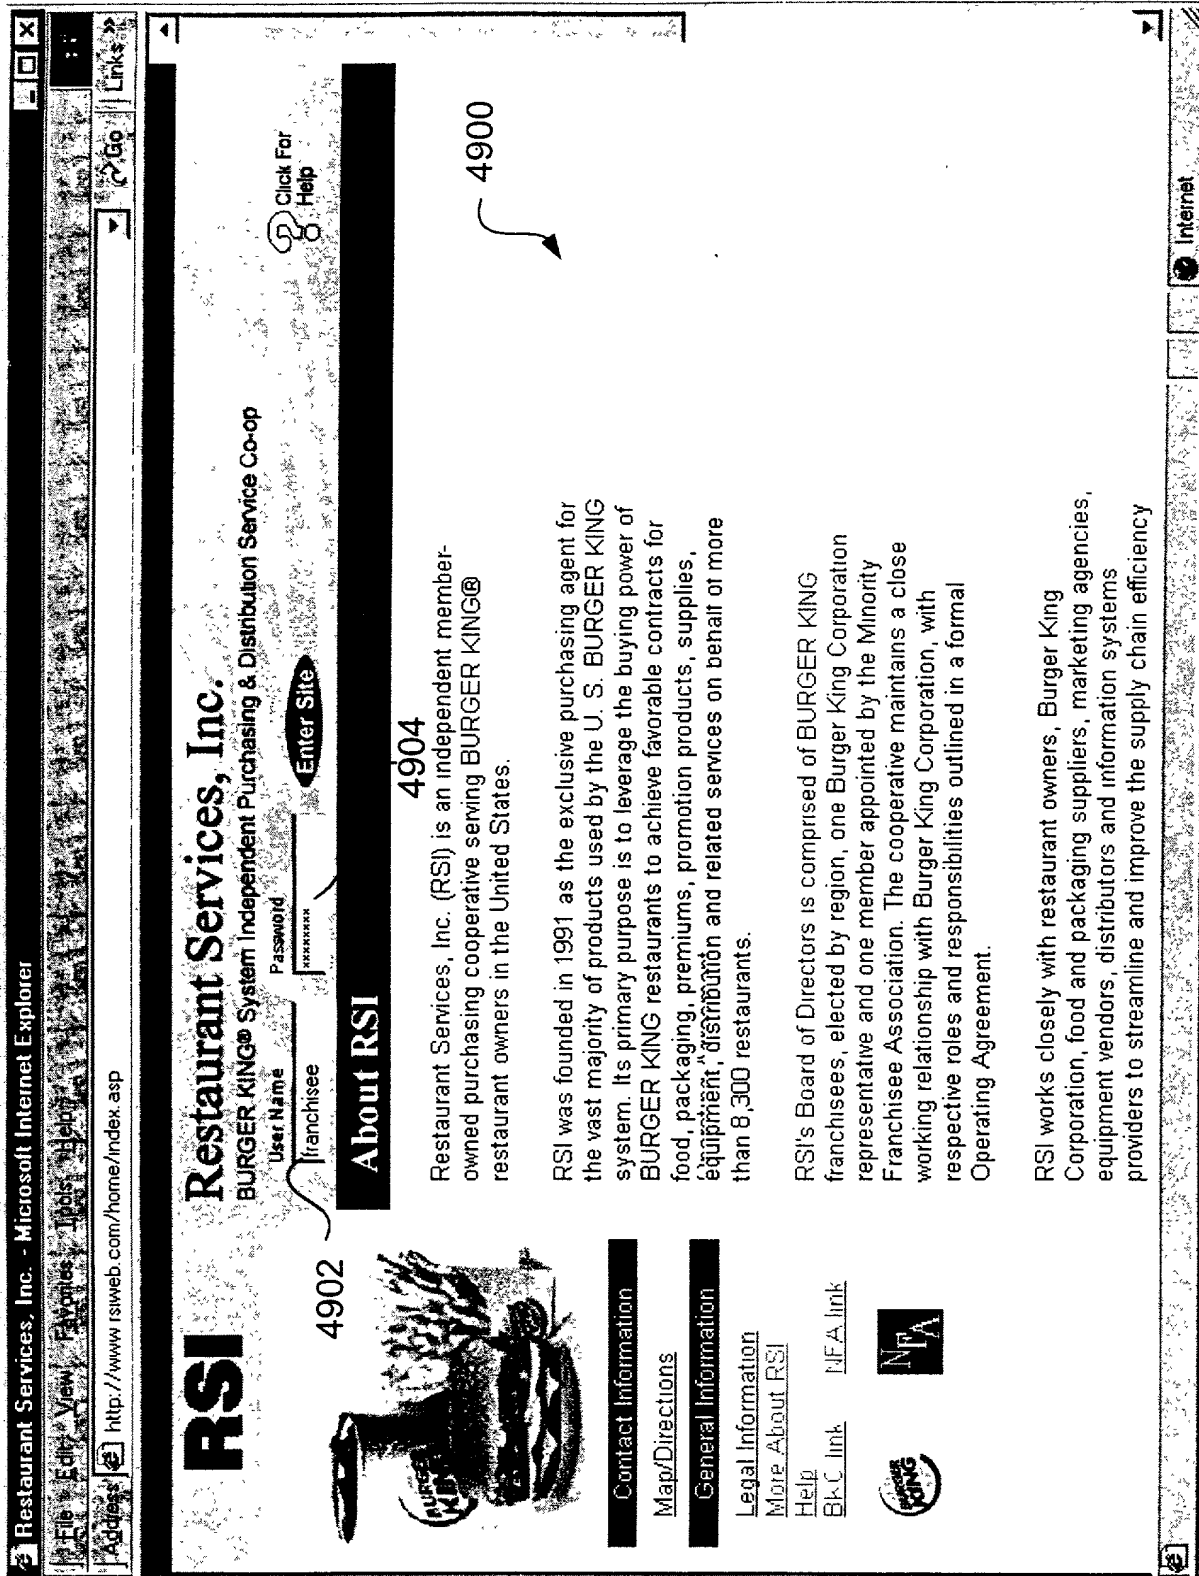 Restaurant Services, Inc. - Microsoft Internet Explorer
File Edit View Favorites Tools Help
Address http://www.rsiweb.com/home/index.asp Go Links »
RSI
Restaurant Services, Inc.
BURGER KING® System Independent Purchasing & Distribution Service Co-op
User Name Password
franchisee xxxxxxxx Enter Site
Click For
Help
4902
4904
4900
About RSI
BURGER
KING
Contact Information
Map/Directions
General Information
Legal Information
More About RSI
Help
BKC link NFA link
BURGER
KING
NFA
Restaurant Services, Inc. (RSI) is an independent member-
owned purchasing cooperative serving BURGER KING®
restaurant owners in the United States.
RSI was founded in 1991 as the exclusive purchasing agent for
the vast majority of products used by the U. S. BURGER KING
system. Its primary purpose is to leverage the buying power of
BURGER KING restaurants to achieve favorable contracts for
food, packaging, premiums, promotion products, supplies,
equipment, distribution and related services on behalf of more
than 8,300 restaurants.
RSI's Board of Directors is comprised of BURGER KING
franchisees, elected by region, one Burger King Corporation
representative and one member appointed by the Minority
Franchisee Association. The cooperative maintains a close
working relationship with Burger King Corporation, with
respective roles and responsibilities outlined in a formal
Operating Agreement.
RSI works closely with restaurant owners, Burger King
Corporation, food and packaging suppliers, marketing agencies,
equipment vendors, distributors and information systems
providers to streamline and improve the supply chain efficiency
Internet